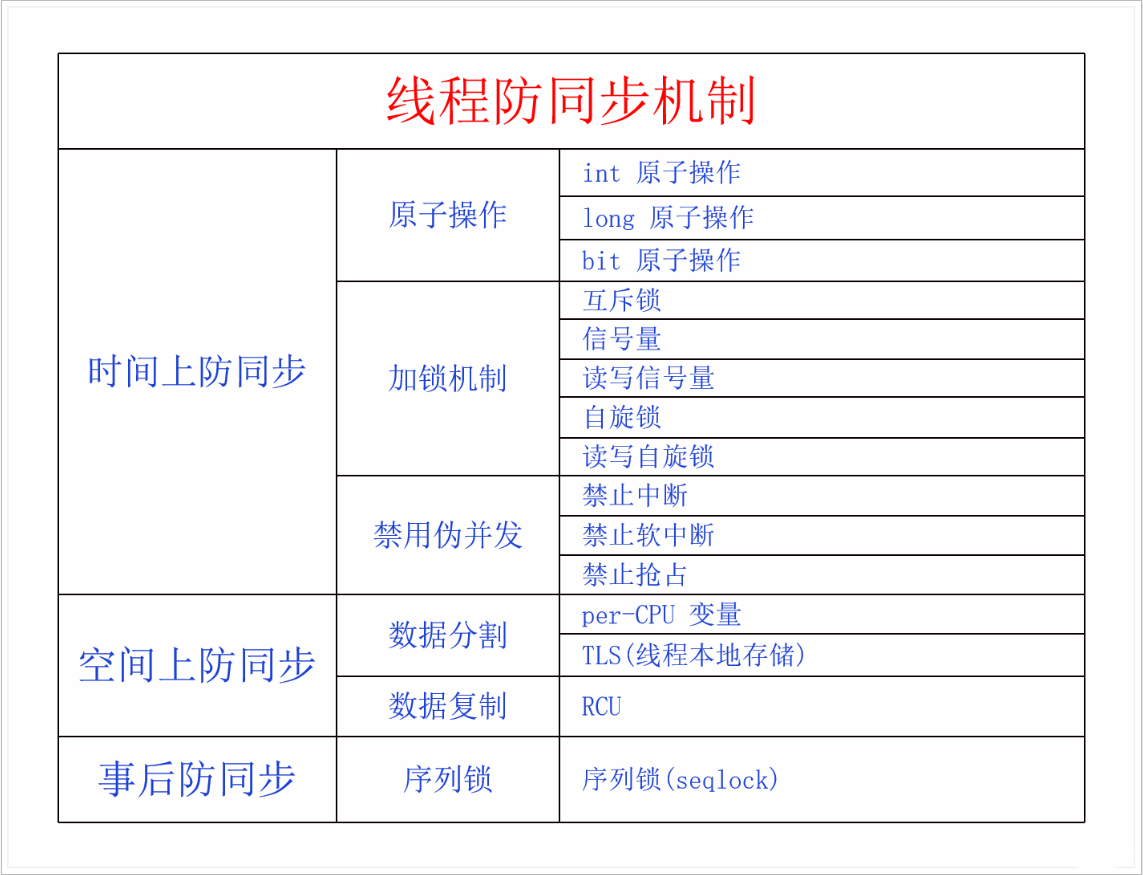 线程防同步机制
时间上防同步
原子操作
int 原子操作
long 原子操作
bit 原子操作
加锁机制
互斥锁
信号量
读写信号量
自旋锁
读写自旋锁
禁用伪并发
禁止中断
禁止软中断
禁止抢占
空间上防同步
数据分割
per-CPU 变量
TLS(线程本地存储)
数据复制
RCU
事后防同步
序列锁
序列锁(seqlock)